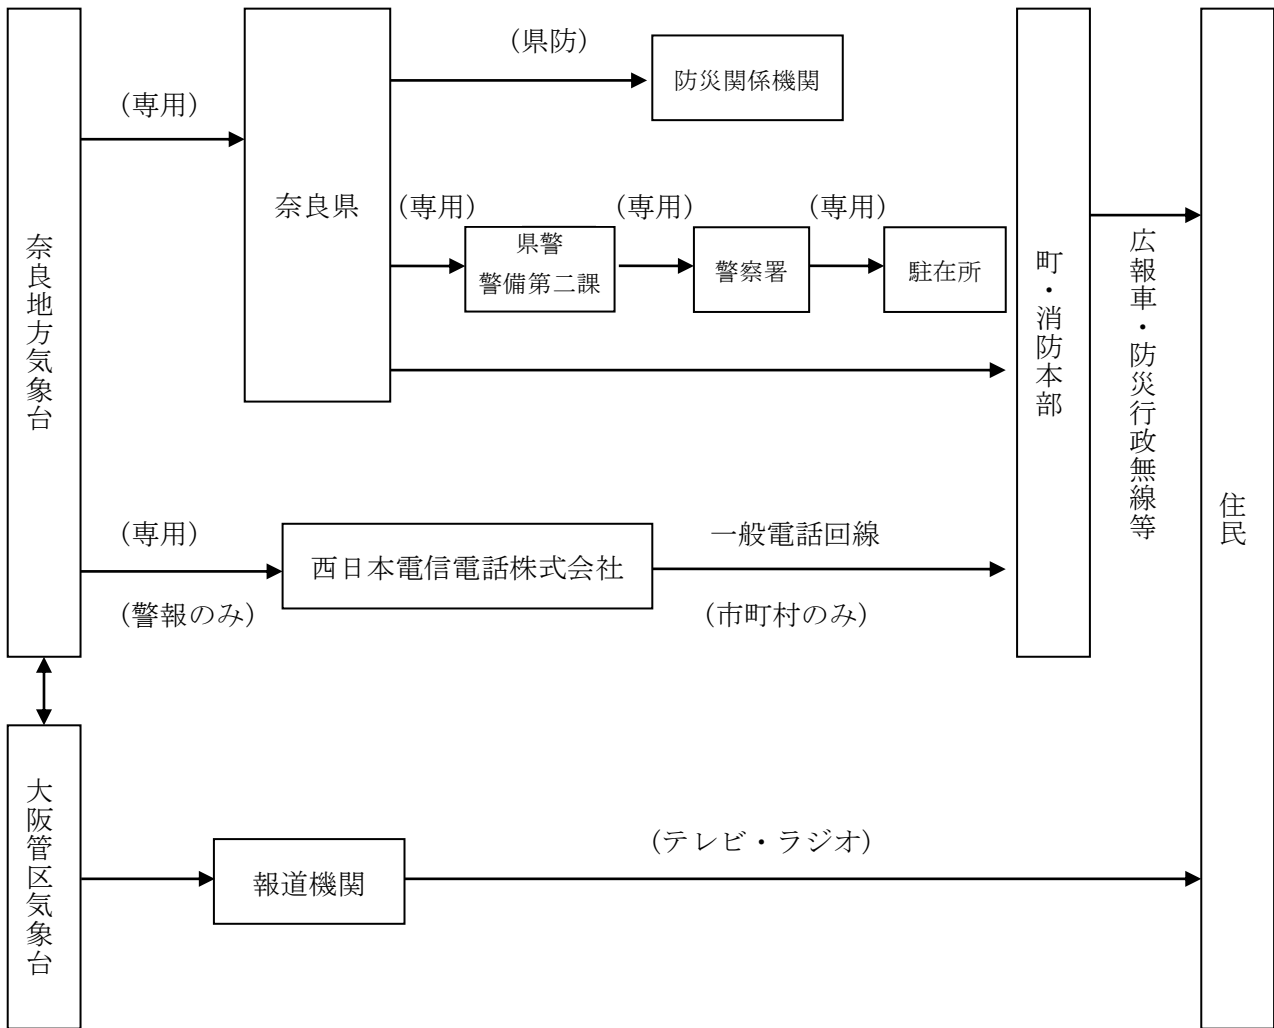 (県防)
防災関係機関
(専用)
奈良県
(専用)
(専用)
(専用)
県警
警備第二課
警察署
駐在所
奈良地方気象台
町・消防本部
広報車・防災行政無線等
住民
(専用)
西日本電信電話株式会社
一般電話回線
(警報のみ)
(市町村のみ)
大阪管区気象台
報道機関
(テレビ・ラジオ)